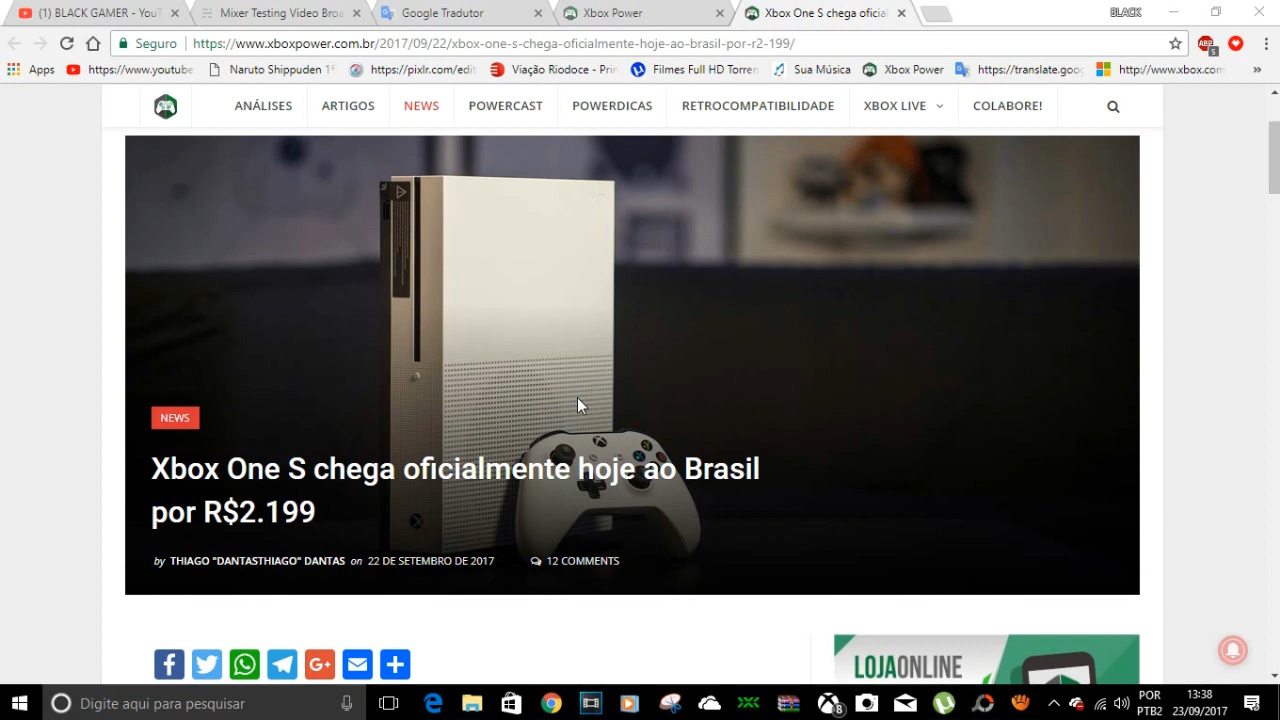 (1) BLACK GAMER - YouT
Mixer Testing Video Broa
Google Tradutor
Xbox Power
Xbox One S chega oficial
BLACK
Seguro
https://www.xboxpower.com.br/2017/09/22/xbox-one-s-chega-oficialmente-hoje-ao-brasil-por-r2-199/
ABP
5
Apps
https://www.youtube
Naruto Shippuden 1ª
https://pixlr.com/edit
Viação Riodoce - Prin
Filmes Full HD Torren
Sua Música
Xbox Power
https://translate.goog
http://www.xbox.com
»
ANÁLISES
ARTIGOS
NEWS
POWERCAST
POWERDICAS
RETROCOMPATIBILIDADE
XBOX LIVE
COLABORE!
NEWS
Xbox One S chega oficialmente hoje ao Brasil
por R$2.199
by THIAGO "DANTASTHIAGO" DANTAS on 22 DE SETEMBRO DE 2017
12 COMMENTS
G+
LOJAONLINE
Digite aqui para pesquisar
8
POR
PTB2
13:38
23/09/2017